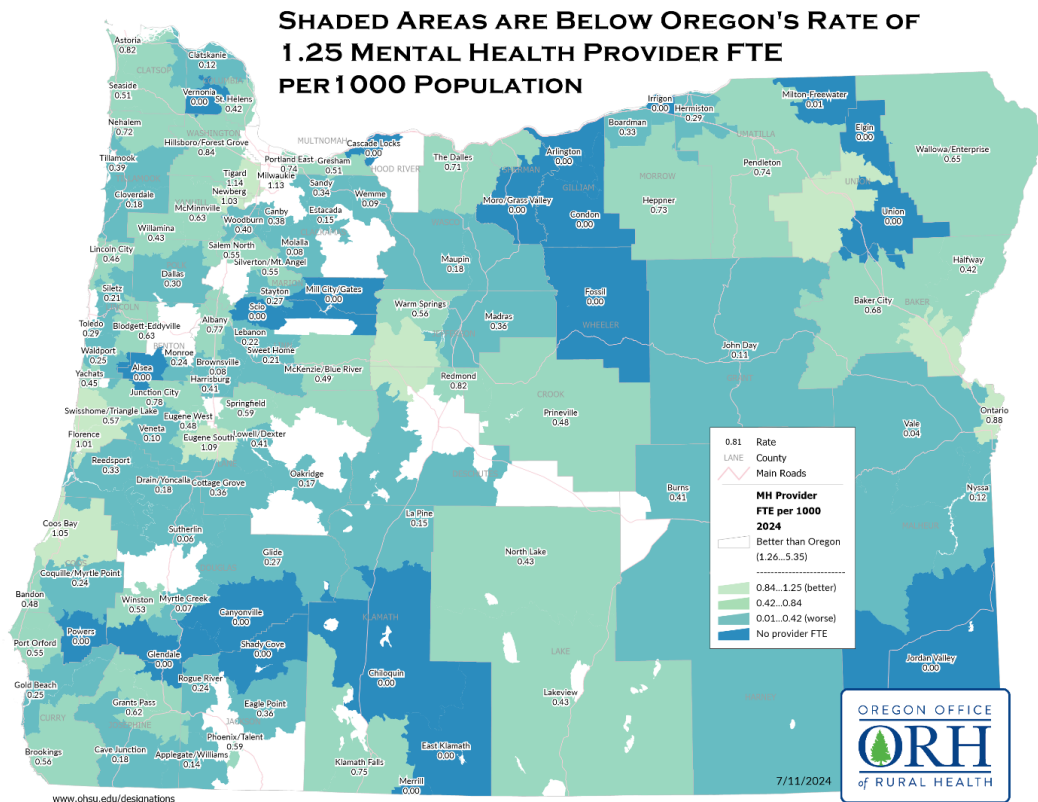 SHADED AREAS ARE BELOW OREGON'S RATE OF
1.25 MENTAL HEALTH PROVIDER FTE
PER1000 POPULATION
Astoria
0.82
Clatskanie
0.12
CLATSOP
Vernonia
0.00
St. Helens
0.42
Seaside
0.51
Nehalem
0.72
WASHINGTON
Hillsboro/Forest Grove
0.84
MULTNOMAH
Cascade Locks
0.00
HOOD RIVER
Portland East
0.74
Gresham
0.51
The Dalles
0.71
SHERMAN
Arlington
0.00
GILLIAM
Irrigon
0.00
Boardman
0.33
Hermiston
0.29
UMATILLA
Milton-Freewater
0.01
Elgin
0.00
Wallowa/Enterprise
0.65
Pendleton
0.74
MORROW
Heppner
0.73
UNION
Union
0.00
Tillamook
0.39
Tigard
1.14
Milwaukie
1.13
Newberg
1.03
Sandy
0.34
Wemme
0.09
Moro/Grass Valley
0.00
Condon
0.00
Cloverdale
0.18
YAMHILL
McMinnville
0.63
Canby
0.38
Estacada
0.15
Woodburn
0.40
Willamina
0.43
Molalla
0.08
Lincoln City
0.46
Salem North
0.55
Silverton/Mt. Angel
0.55
Maupin
0.18
Halfway
0.42
Dallas
0.30
MARION
Siletz
0.21
LINCOLN
Stayton
0.27
Mill City/Gates
0.00
Fossil
0.00
WHEELER
Scio
0.00
Warm Springs
0.56
JEFFERSON
Madras
0.36
Baker City
0.68
BAKER
Toledo
0.29
Blodgett-Eddyville
0.63
BENTON
Albany
0.77
Lebanon
0.22
Sweet Home
0.21
John Day
0.11
GRANT
Waldport
0.25
Monroe
0.24
Alsea
0.00
Brownsville
0.08
Yachats
0.45
Harrisburg
0.41
McKenzie/Blue River
0.49
Redmond
0.82
CROOK
Prineville
0.48
Junction City
0.78
Swisshome/Triangle Lake
0.57
Springfield
0.59
Eugene West
0.48
Veneta
0.10
Florence
1.01
Eugene South
1.09
Lowell/Dexter
0.41
LANE
Ontario
0.88
Vale
0.04
Reedsport
0.33
Drain/Yoncalla
0.18
Cottage Grove
0.36
Oakridge
0.17
DESCHUTES
Burns
0.41
Nyssa
0.12
MALHEUR
Coos Bay
1.05
La Pine
0.15
Sutherlin
0.06
Glide
0.27
DOUGLAS
North Lake
0.43
Coquille/Myrtle Point
0.24
Bandon
0.48
Winston
0.53
Myrtle Creek
0.07
Canyonville
0.00
KLAMATH
Powers
0.00
Port Orford
0.55
Glendale
0.00
Shady Cove
0.00
LAKE
Chiloquin
0.00
Jordan Valley
0.00
Gold Beach
0.25
Rogue River
0.24
Lakeview
0.43
HARNEY
CURRY
Grants Pass
0.62
JOSEPHINE
Eagle Point
0.36
JACKSON
Phoenix/Talent
0.59
Brookings
0.56
Cave Junction
0.18
Applegate/Williams
0.14
Klamath Falls
0.75
East Klamath
0.00
Merrill
0.00
0.81 Rate
LANE County
Main Roads
MH Provider
FTE per 1000
2024
Better than Oregon
(1.26...5.35)
0.84...1.25 (better)
0.42...0.84
0.01...0.42 (worse)
No provider FTE
7/11/2024
OREGON OFFICE
ORH
of RURAL HEALTH
www.ohsu.edu/designations